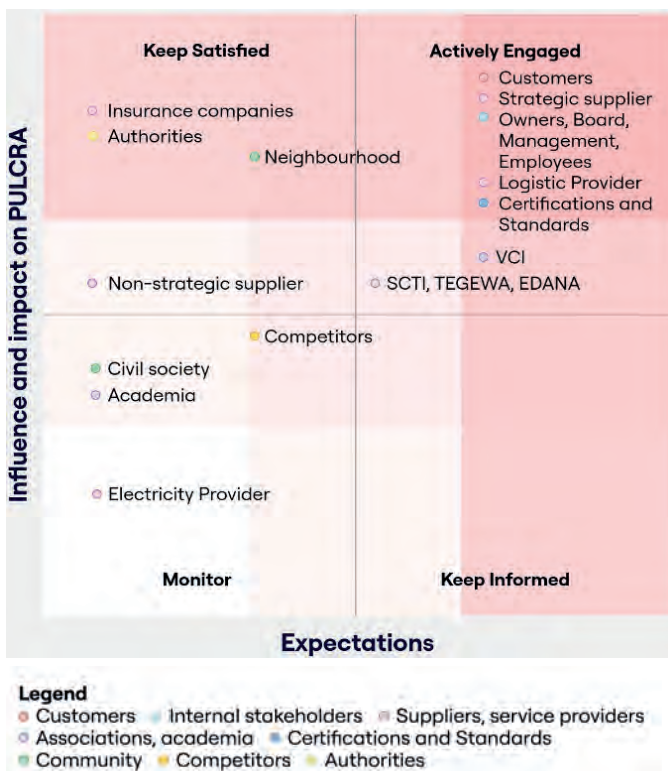 Keep Satisfied
Actively Engaged
Insurance companies
Authorities
Neighbourhood
Customers
Strategic supplier
Owners, Board,
Management,
Employees
Logistic Provider
Certifications and
Standards
VCI
Non-strategic supplier
SCTI, TEGEWA, EDANA
Competitors
Civil society
Academia
Electricity Provider
Monitor
Keep Informed
Influence and impact on PULCRA
Expectations
Legend
Customers Internal stakeholders Suppliers, service providers
Associations, academia Certifications and Standards
Community Competitors Authorities